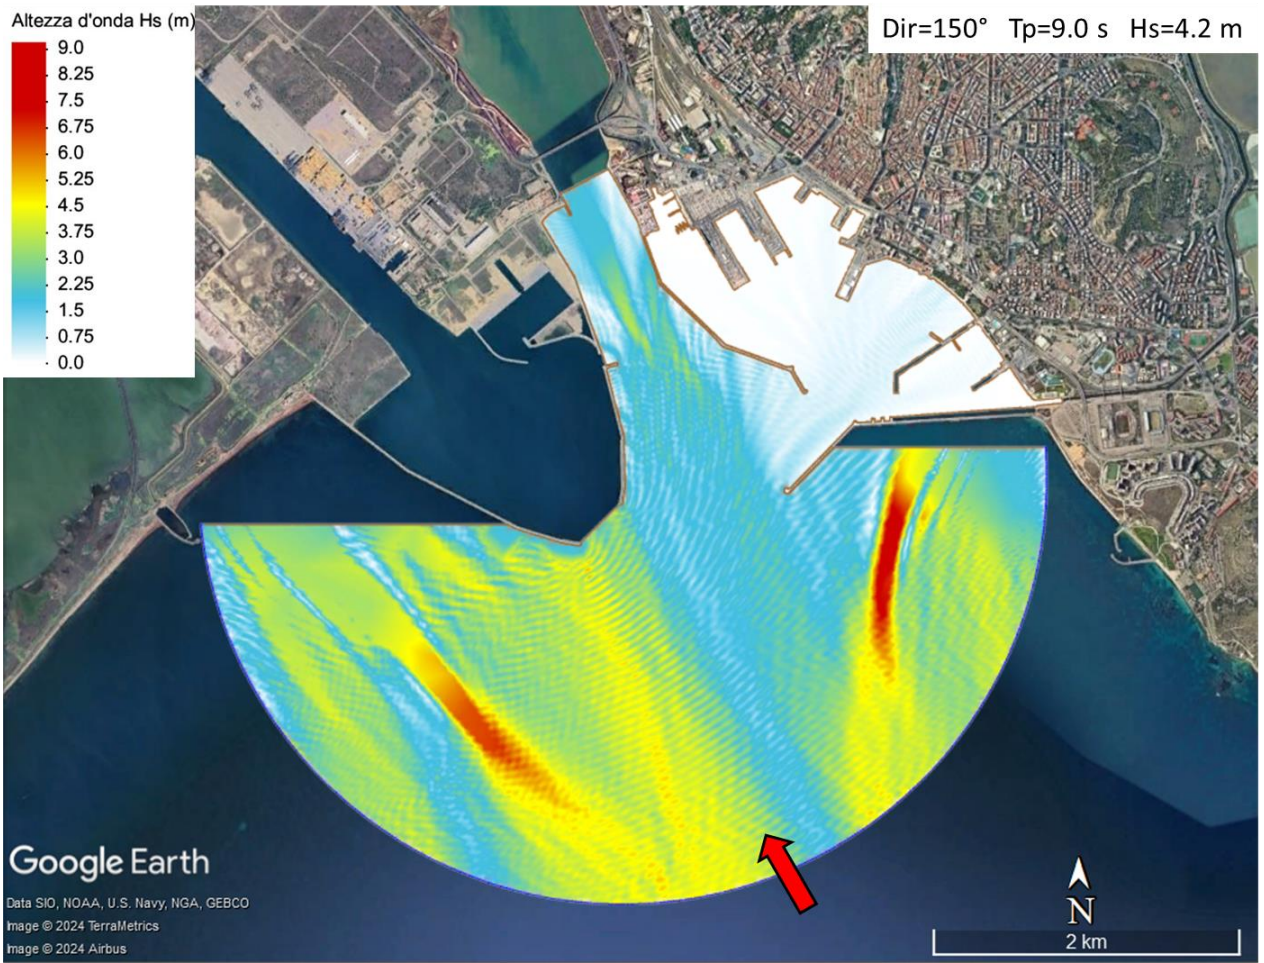 Altezza d'onda Hs (m)
9.0
8.25
7.5
6.75
6.0
5.25
4.5
3.75
3.0
2.25
1.5
0.75
0.0
Dir=150° Tp=9.0 s Hs=4.2 m
Google Earth
Data SIO, NOAA, U.S. Navy, NGA, GEBCO
Image © 2024 TerraMetrics
Image © 2024 Airbus
N
2 km